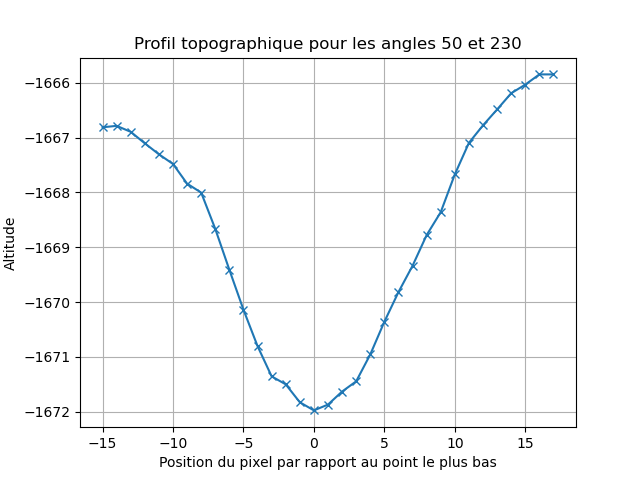 Profil topographique pour les angles 50 et 230
−1666
−1667
−1668
−1669
−1670
−1671
−1672
Altitude
−15 −10 −5 0 5 10 15
Position du pixel par rapport au point le plus bas